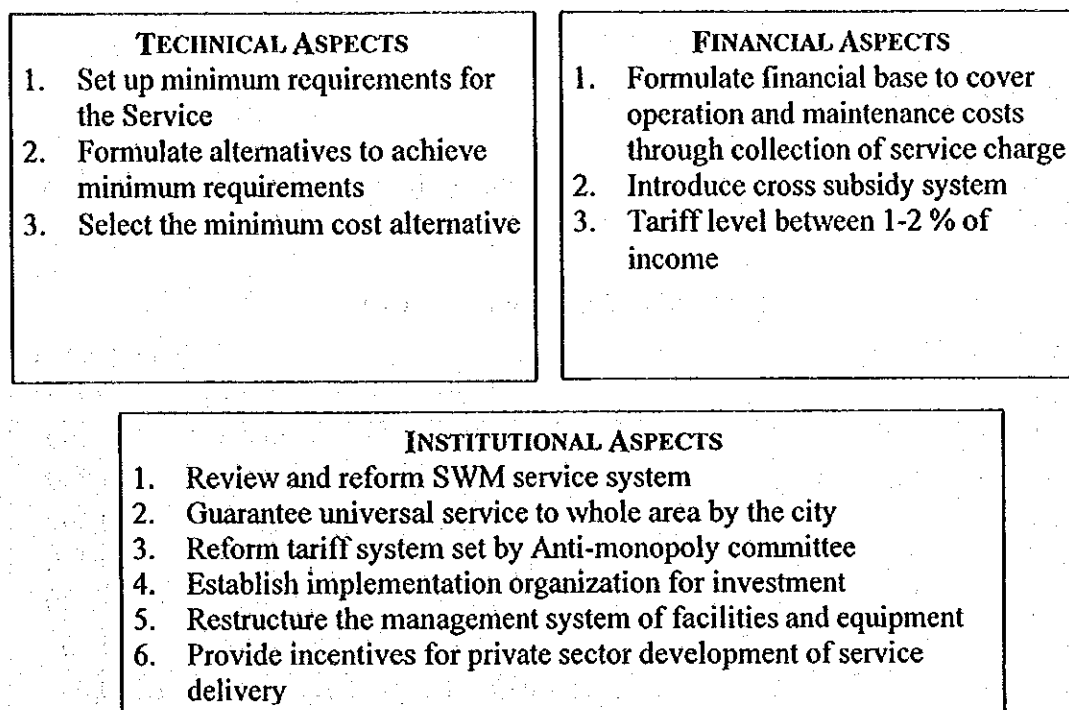 TECHNICAL ASPECTS
1. Set up minimum requirements for
the Service
2. Formulate alternatives to achieve
minimum requirements
3. Select the minimum cost alternative
FINANCIAL ASPECTS
1. Formulate financial base to cover
operation and maintenance costs
through collection of service charge
2. Introduce cross subsidy system
3. Tariff level between 1-2 % of
income
INSTITUTIONAL ASPECTS
1. Review and reform SWM service system
2. Guarantee universal service to whole area by the city
3. Reform tariff system set by Anti-monopoly committee
4. Establish implementation organization for investment
5. Restructure the management system of facilities and equipment
6. Provide incentives for private sector development of service
delivery